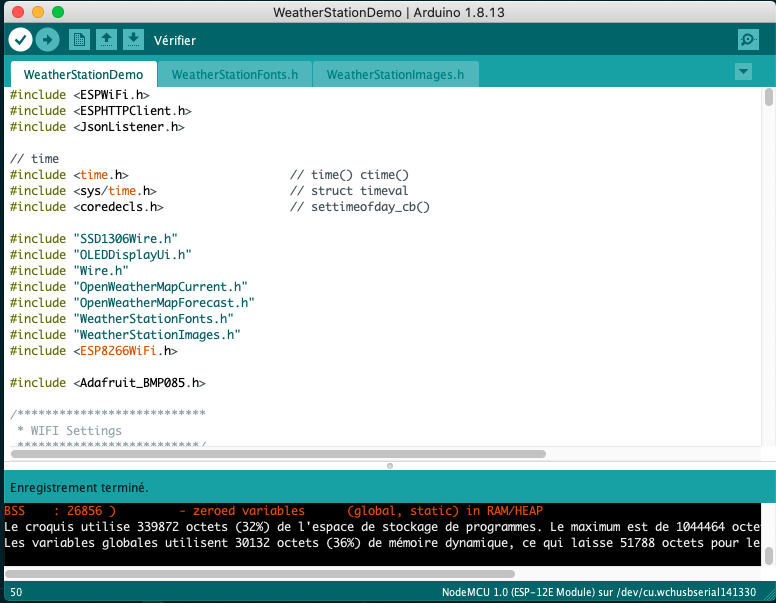 WeatherStationDemo | Arduino 1.8.13
Vérifier
WeatherStationDemo WeatherStationFonts.h WeatherStationImages.h
#include <ESPWiFi.h>
#include <ESPHTTPClient.h>
#include <JsonListener.h>
// time
#include <time.h> // time() ctime()
#include <sys/time.h> // struct timeval
#include <coredecls.h> // settimeofday_cb()
#include "SSD1306Wire.h"
#include "OLEDDisplayUi.h"
#include "Wire.h"
#include "OpenWeatherMapCurrent.h"
#include "OpenWeatherMapForecast.h"
#include "WeatherStationFonts.h"
#include "WeatherStationImages.h"
#include <ESP8266WiFi.h>
#include <Adafruit_BMP085.h>
/***************************
* WIFI Settings
**************************/
Enregistrement terminé.
BSS : 26856 ) - zeroed variables (global, static) in RAM/HEAP
Le croquis utilise 339872 octets (32%) de l'espace de stockage de programmes. Le maximum est de 1044464 octe
Les variables globales utilisent 30132 octets (36%) de mémoire dynamique, ce qui laisse 51788 octets pour le
50 NodeMCU 1.0 (ESP-12E Module) sur /dev/cu.wchusbserial141330